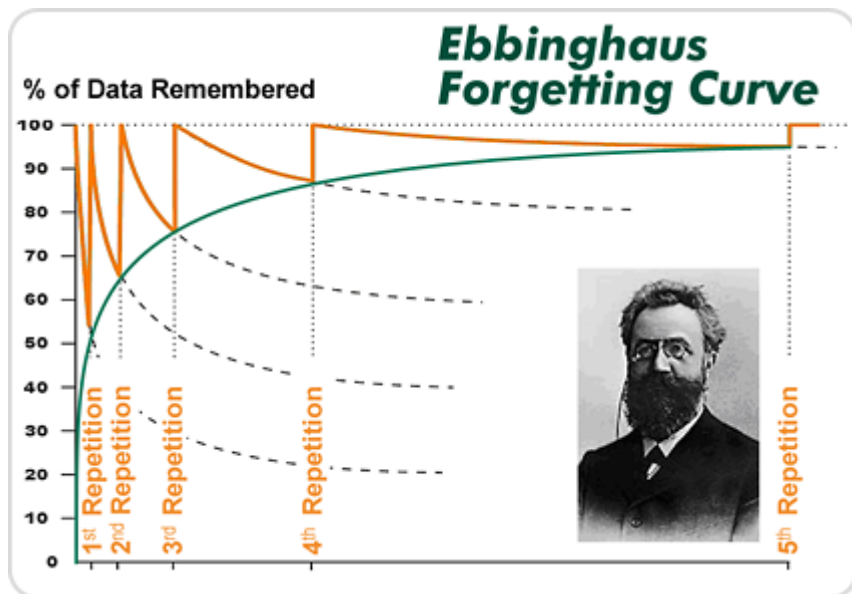 Ebbinghaus
Forgetting Curve
% of Data Remembered
100
90
80
70
60
50
40
30
20
10
0
1st Repetition
2nd Repetition
3rd Repetition
4th Repetition
5th Repetition